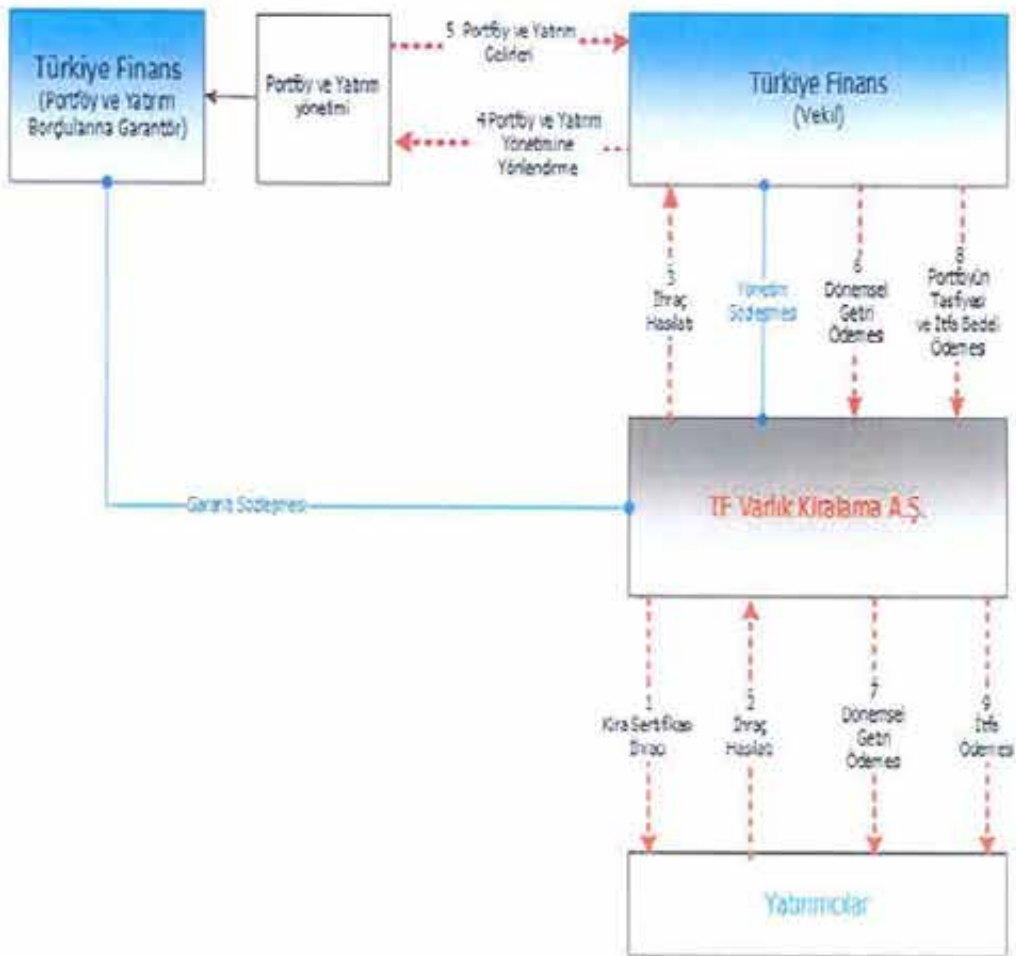 Türkiye Finans
(Portföy ve Yatırım
Borçlularına Garantör)
Portföy ve Yatırım
yönetimi
5 Portföy ve Yatırım
Gelirleri
4 Portföy ve Yatırım
Yönetimine
Yönlendirme
Türkiye Finans
(Vekil)
3
İhraç
Hasılatı
Yönetim
Sözleşmesi
6
Dönemsel
Getiri
Ödemesi
8
Portföyün
Tasfiyesi
ve İtfa Bedeli
Ödemesi
Garanti Sözleşmesi
TF Varlık Kiralama A.Ş.
1
Kira Sertifikası
İhracı
2
İhraç
Hasılatı
7
Dönemsel
Getiri
Ödemesi
9
İtfa
Ödemesi
Yatırımcılar